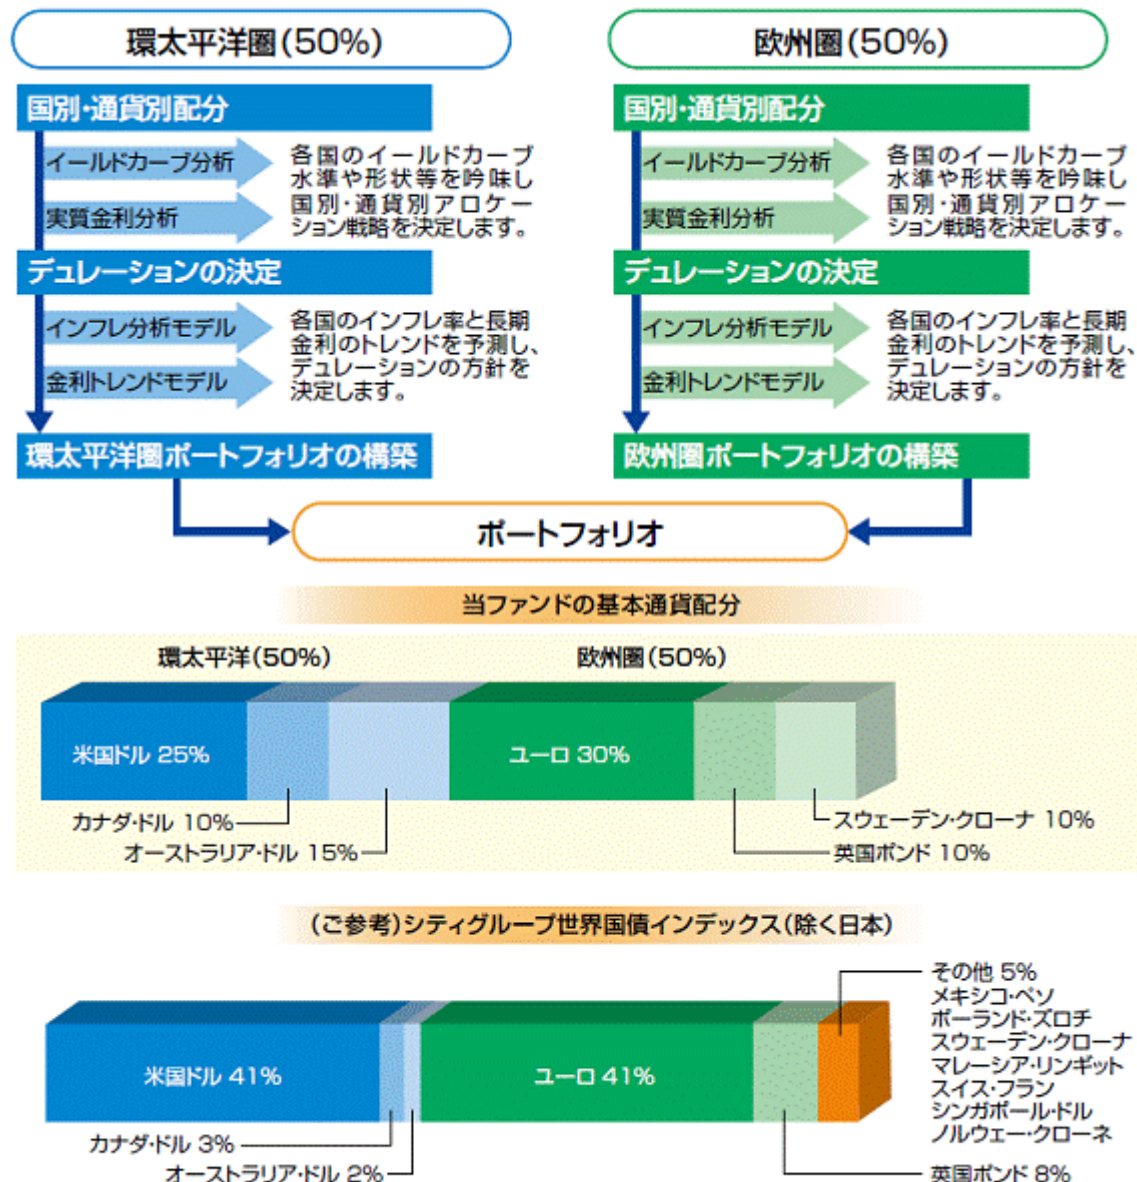 環太平洋圏(50%)
国別・通貨別配分
イールドカーブ分析
実質金利分析
各国のイールドカーブ
水準や形状等を吟味し
国別・通貨別アロケー
ション戦略を決定します。
デュレーションの決定
インフレ分析モデル
金利トレンドモデル
各国のインフレ率と長期
金利のトレンドを予測し、
デュレーションの方針を
決定します。
環太平洋圏ポートフォリオの構築
欧州圏(50%)
国別・通貨別配分
イールドカーブ分析
実質金利分析
各国のイールドカーブ
水準や形状等を吟味し
国別・通貨別アロケー
ション戦略を決定します。
デュレーションの決定
インフレ分析モデル
金利トレンドモデル
各国のインフレ率と長期
金利のトレンドを予測し、
デュレーションの方針を
決定します。
欧州圏ポートフォリオの構築
ポートフォリオ
当ファンドの基本通貨配分
環太平洋(50%)
欧州圏(50%)
米国ドル 25%
ユーロ 30%
カナダ・ドル 10%
オーストラリア・ドル 15%
スウェーデン・クローナ 10%
英国ポンド 10%
(ご参考)シティグループ世界国債インデックス(除く日本)
米国ドル 41%
ユーロ 41%
カナダ・ドル 3%
オーストラリア・ドル 2%
その他 5%
メキシコ・ペソ
ポーランド・ズロチ
スウェーデン・クローナ
マレーシア・リンギット
スイス・フラン
シンガポール・ドル
ノルウェー・クローネ
英国ポンド 8%